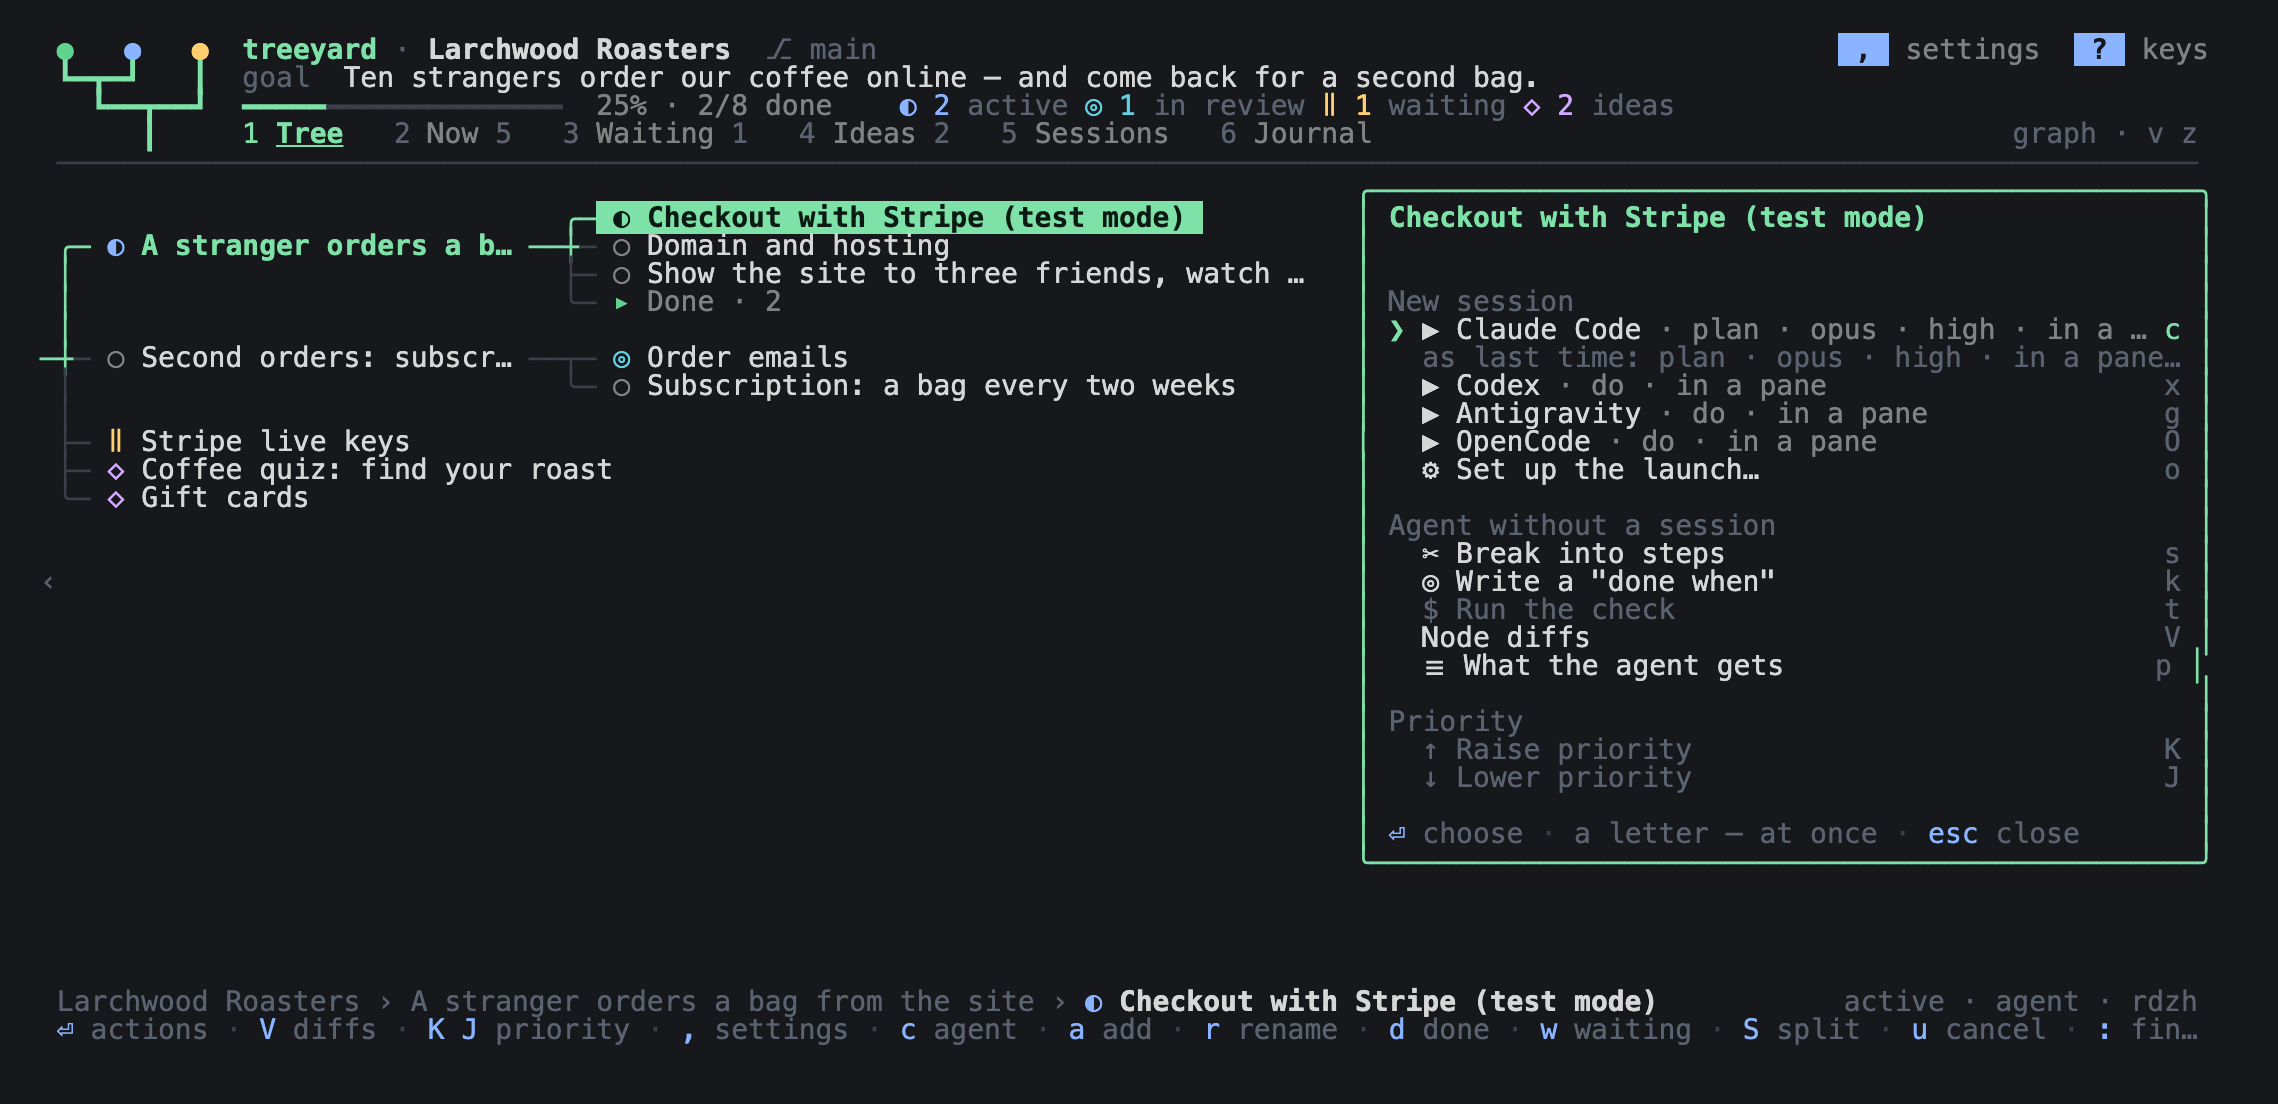 treeyard · Larchwood Roasters ⎇ main , settings ? keys
goal Ten strangers order our coffee online — and come back for a second bag.
25% · 2/8 done ◐ 2 active ◎ 1 in review ‖ 1 waiting ◇ 2 ideas
1 Tree 2 Now 5 3 Waiting 1 4 Ideas 2 5 Sessions 6 Journal graph · v z
◐ A stranger orders a b…
◐ Checkout with Stripe (test mode)
○ Domain and hosting
○ Show the site to three friends, watch …
▸ Done · 2
○ Second orders: subscr…
◎ Order emails
○ Subscription: a bag every two weeks
‖ Stripe live keys
◇ Coffee quiz: find your roast
◇ Gift cards
‹
Checkout with Stripe (test mode)
New session
❯ ▶ Claude Code · plan · opus · high · in a … c
as last time: plan · opus · high · in a pane…
▶ Codex · do · in a pane x
▶ Antigravity · do · in a pane g
▶ OpenCode · do · in a pane O
⚙ Set up the launch… o
Agent without a session
✂ Break into steps s
◎ Write a "done when" k
$ Run the check t
Node diffs V
≡ What the agent gets p
Priority
↑ Raise priority K
↓ Lower priority J
⏎ choose · a letter — at once · esc close
Larchwood Roasters › A stranger orders a bag from the site › ◐ Checkout with Stripe (test mode) active · agent · rdzh
⏎ actions · V diffs · K J priority · , settings · c agent · a add · r rename · d done · w waiting · S split · u cancel · : fin…